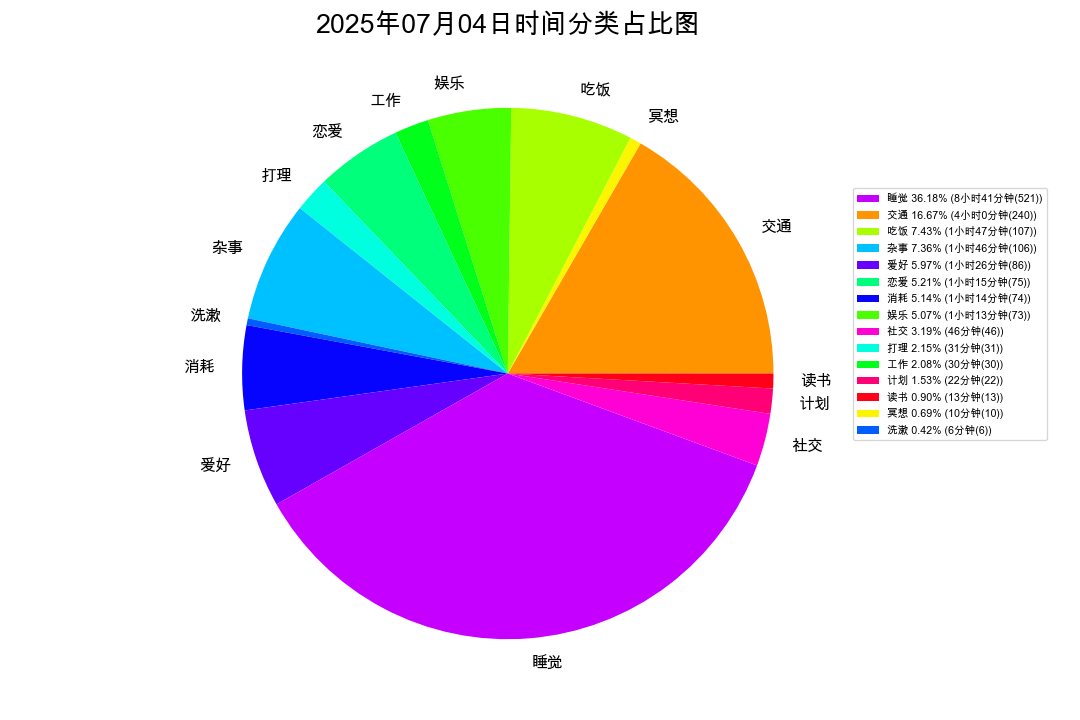 2025年07月04日时间分类占比图
娱乐
吃饭
工作
冥想
恋爱
打理
交通
杂事
洗漱
消耗
读书
计划
社交
爱好
睡觉
睡觉 36.18% (8小时41分钟(521))
交通 16.67% (4小时0分钟(240))
吃饭 7.43% (1小时47分钟(107))
杂事 7.36% (1小时46分钟(106))
爱好 5.97% (1小时26分钟(86))
恋爱 5.21% (1小时15分钟(75))
消耗 5.14% (1小时14分钟(74))
娱乐 5.07% (1小时13分钟(73))
社交 3.19% (46分钟(46))
打理 2.15% (31分钟(31))
工作 2.08% (30分钟(30))
计划 1.53% (22分钟(22))
读书 0.90% (13分钟(13))
冥想 0.69% (10分钟(10))
洗漱 0.42% (6分钟(6))